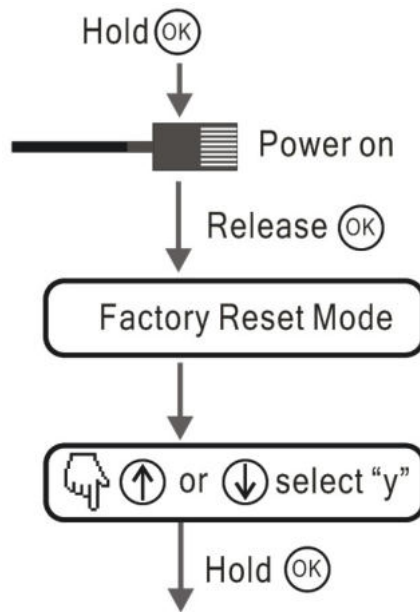 Hold OK
Power on
Release OK
Factory Reset Mode
↑ or ↓ select “y”
Hold OK